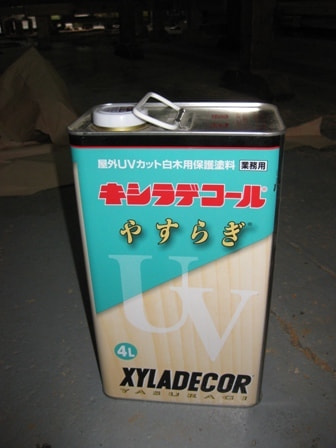 屋外UVカット白木用保護塗料 業務用
キシラデコール
やすらぎ
UV
4L
XYLADECOR
YASURAGI